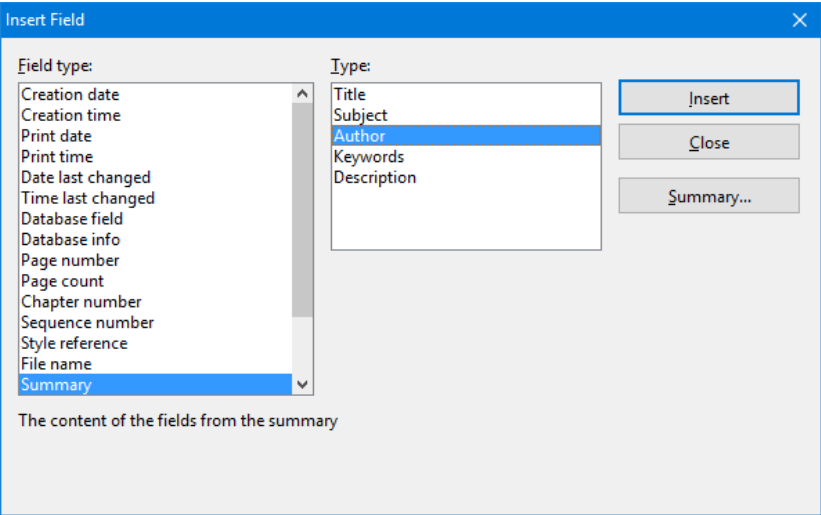 Insert Field
Field type:
Creation date
Creation time
Print date
Print time
Date last changed
Time last changed
Database field
Database info
Page number
Page count
Chapter number
Sequence number
Style reference
File name
Summary
Type:
Title
Subject
Author
Keywords
Description
Insert
Close
Summary...
The content of the fields from the summary